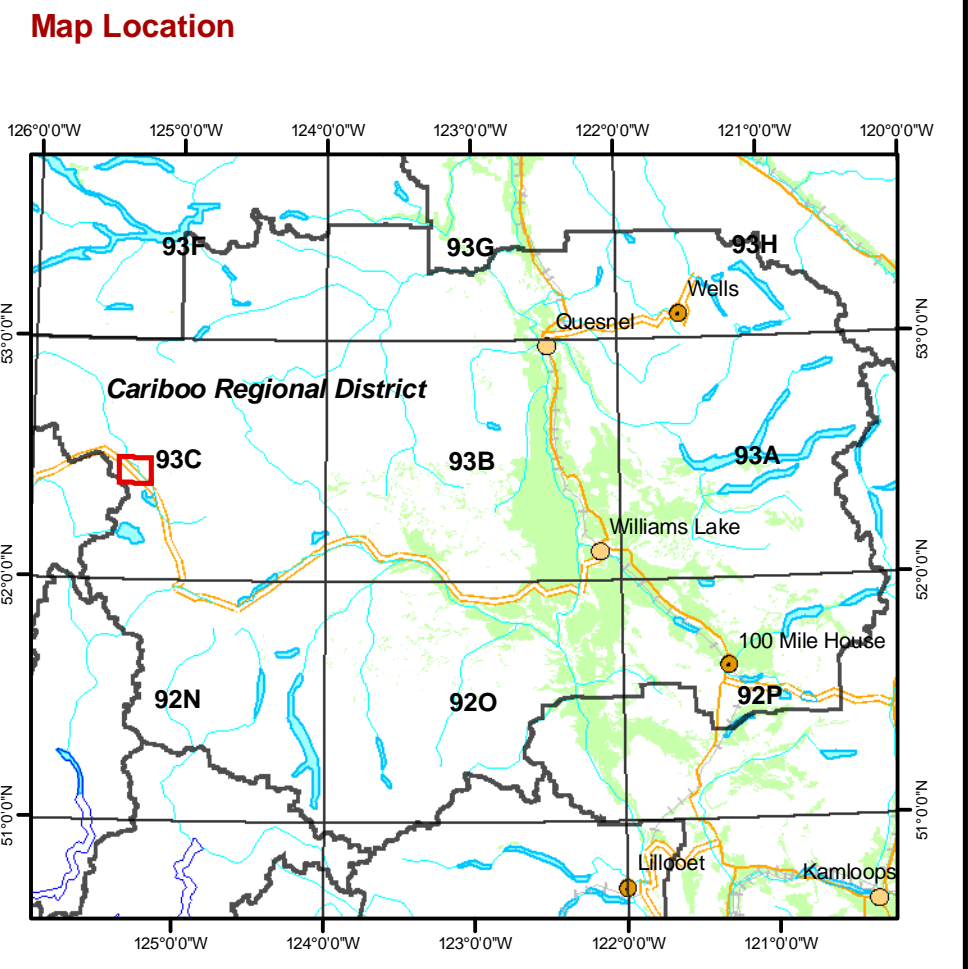 Map Location
126°0'0"W 125°0'0"W 124°0'0"W 123°0'0"W 122°0'0"W 121°0'0"W 120°0'0"W
93F
93G
93H
Wells
Quesnel
53°0'0"N
53°0'0"N
Cariboo Regional District
93C
93B
93A
Williams Lake
52°0'0"N
52°0'0"N
100 Mile House
92N
92O
92P
51°0'0"N
51°0'0"N
Lillooet
Kamloops
125°0'0"W 124°0'0"W 123°0'0"W 122°0'0"W 121°0'0"W